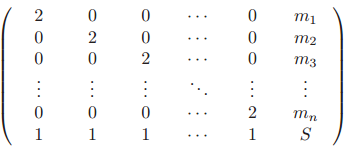 2 0 0 ⋯ 0 m₁
0 2 0 ⋯ 0 m₂
0 0 2 ⋯ 0 m₃
⋮ ⋮ ⋮ ⋱ ⋮ ⋮
0 0 0 ⋯ 2 mₙ
1 1 1 ⋯ 1 S